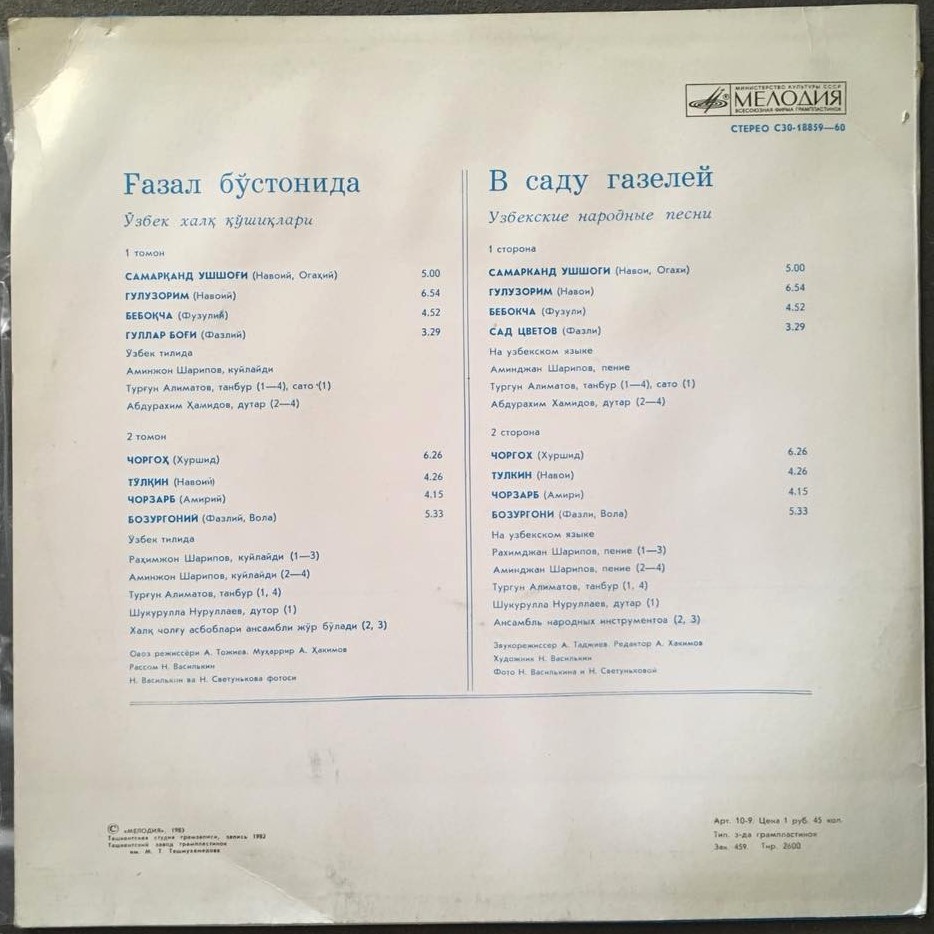 МИНИСТЕРСТВО КУЛЬТУРЫ СССР
МЕЛОДИЯ
ВСЕСОЮЗНАЯ ФИРМА ГРАМПЛАСТИНОК
СТЕРЕО С30-18859—60
Ғазал бўстонида
Ўзбек халқ қўшиқлари
1 томон
САМАРҚАНД УШШОҒИ (Навоий, Огаҳий) 5.00
ГУЛУЗОРИМ (Навоий) 6.54
БЕБОҚЧА (Фузулий) 4.52
ГУЛЛАР БОҒИ (Фазлий) 3.29
Ўзбек тилида
Аминжон Шарипов, куйлайди
Турғун Алиматов, танбур (1—4), сато (1)
Абдурахим Ҳамидов, дутар (2—4)
2 томон
ЧОРГОҲ (Хуршид) 6.26
ТЎЛҚИН (Навоий) 4.26
ЧОРЗАРБ (Амирий) 4.15
БОЗУРГОНИЙ (Фазлий, Вола) 5.33
Ўзбек тилида
Раҳимжон Шарипов, куйлайди (1—3)
Аминжон Шарипов, куйлайди (2—4)
Турғун Алиматов, танбур (1, 4)
Шукурулла Нуруллаев, дутор (1)
Халқ чолғу асбоблари ансамбли жўр бўлади (2, 3)
Овоз режиссёри А. Тожиев. Муҳаррир А. Ҳакимов
Рассом Н. Василькин
Н. Василькин ва Н. Светунькова фотоси
В саду газелей
Узбекские народные песни
1 сторона
САМАРКАНД УШШОГИ (Навои, Огахи) 5.00
ГУЛУЗОРИМ (Навои) 6.54
БЕБОКЧА (Фузули) 4.52
САД ЦВЕТОВ (Фазли) 3.29
На узбекском языке
Аминджан Шарипов, пение
Тургун Алиматов, танбур (1—4), сато (1)
Абдурахим Хамидов, дутар (2—4)
2 сторона
ЧОРГОХ (Хуршид) 6.26
ТУЛКИН (Навои) 4.26
ЧОРЗАРБ (Амири) 4.15
БОЗУРГОНИ (Фазли, Вола) 5.33
На узбекском языке
Рахимджан Шарипов, пение (1—3)
Аминджан Шарипов, пение (2—4)
Тургун Алиматов, танбур (1, 4)
Шукурулла Нуруллаев, дутар (1)
Ансамбль народных инструментов (2, 3)
Звукорежиссер А. Таджиев. Редактор А. Хакимов
Художник Н. Василькин
Фото Н. Василькина и Н. Светуньковой
© «МЕЛОДИЯ», 1983
Ташкентская студия грамзаписи, запись 1982
Ташкентский завод грампластинок
им. М. Т. Ташмухамедова
Арт. 10-9. Цена 1 руб. 45 коп.
Тип. з-да грампластинок
Зак. 459 Тир. 2600